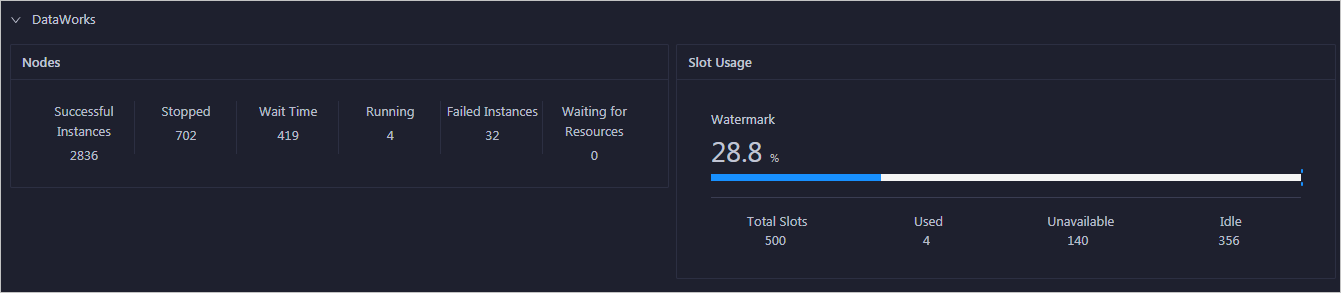 DataWorks
Nodes
Successful Instances
2836
Stopped
702
Wait Time
419
Running
4
Failed Instances
32
Waiting for Resources
0
Slot Usage
Watermark
28.8 %
Total Slots
500
Used
4
Unavailable
140
Idle
356